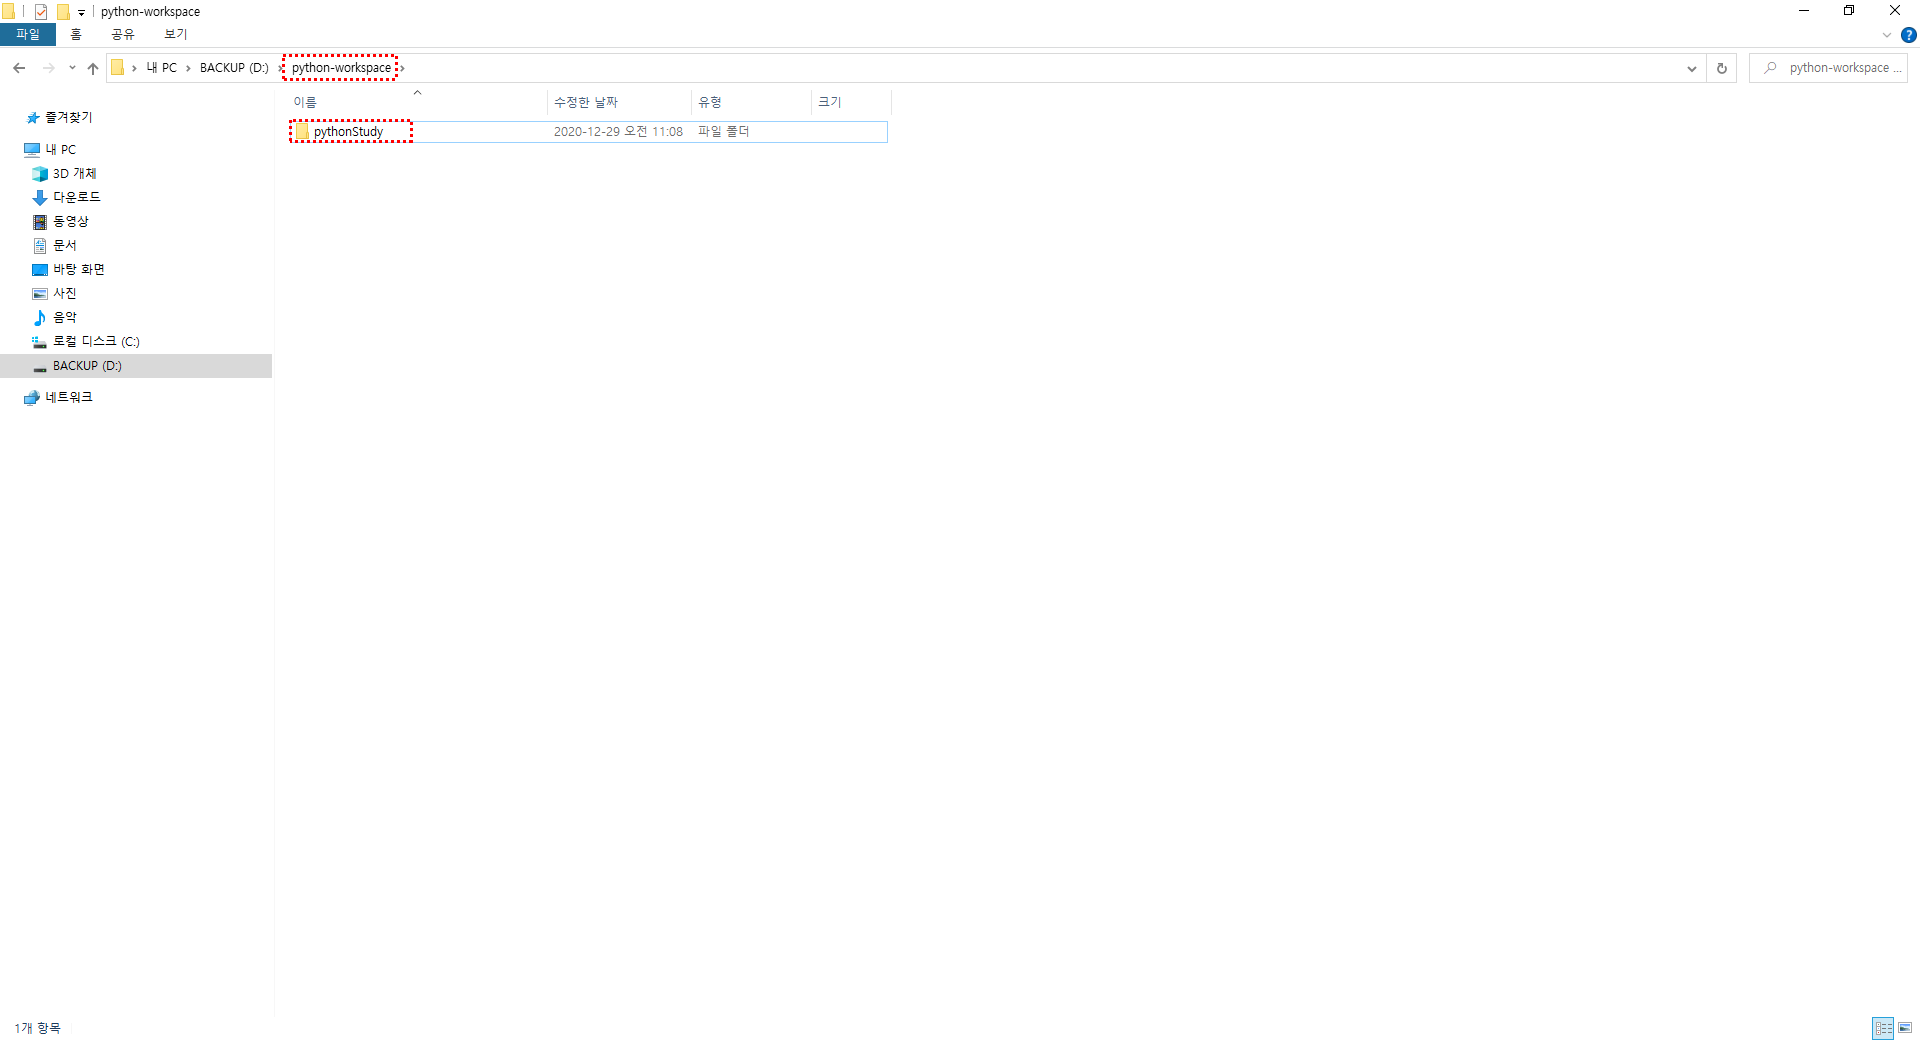 python-workspace
파일 홈 공유 보기
내 PC BACKUP (D:) python-workspace
python-workspace ...
이름 수정한 날짜 유형 크기
pythonStudy 2020-12-29 오전 11:08 파일 폴더
즐겨찾기
내 PC
3D 개체
다운로드
동영상
문서
바탕 화면
사진
음악
로컬 디스크 (C:)
BACKUP (D:)
네트워크
1개 항목